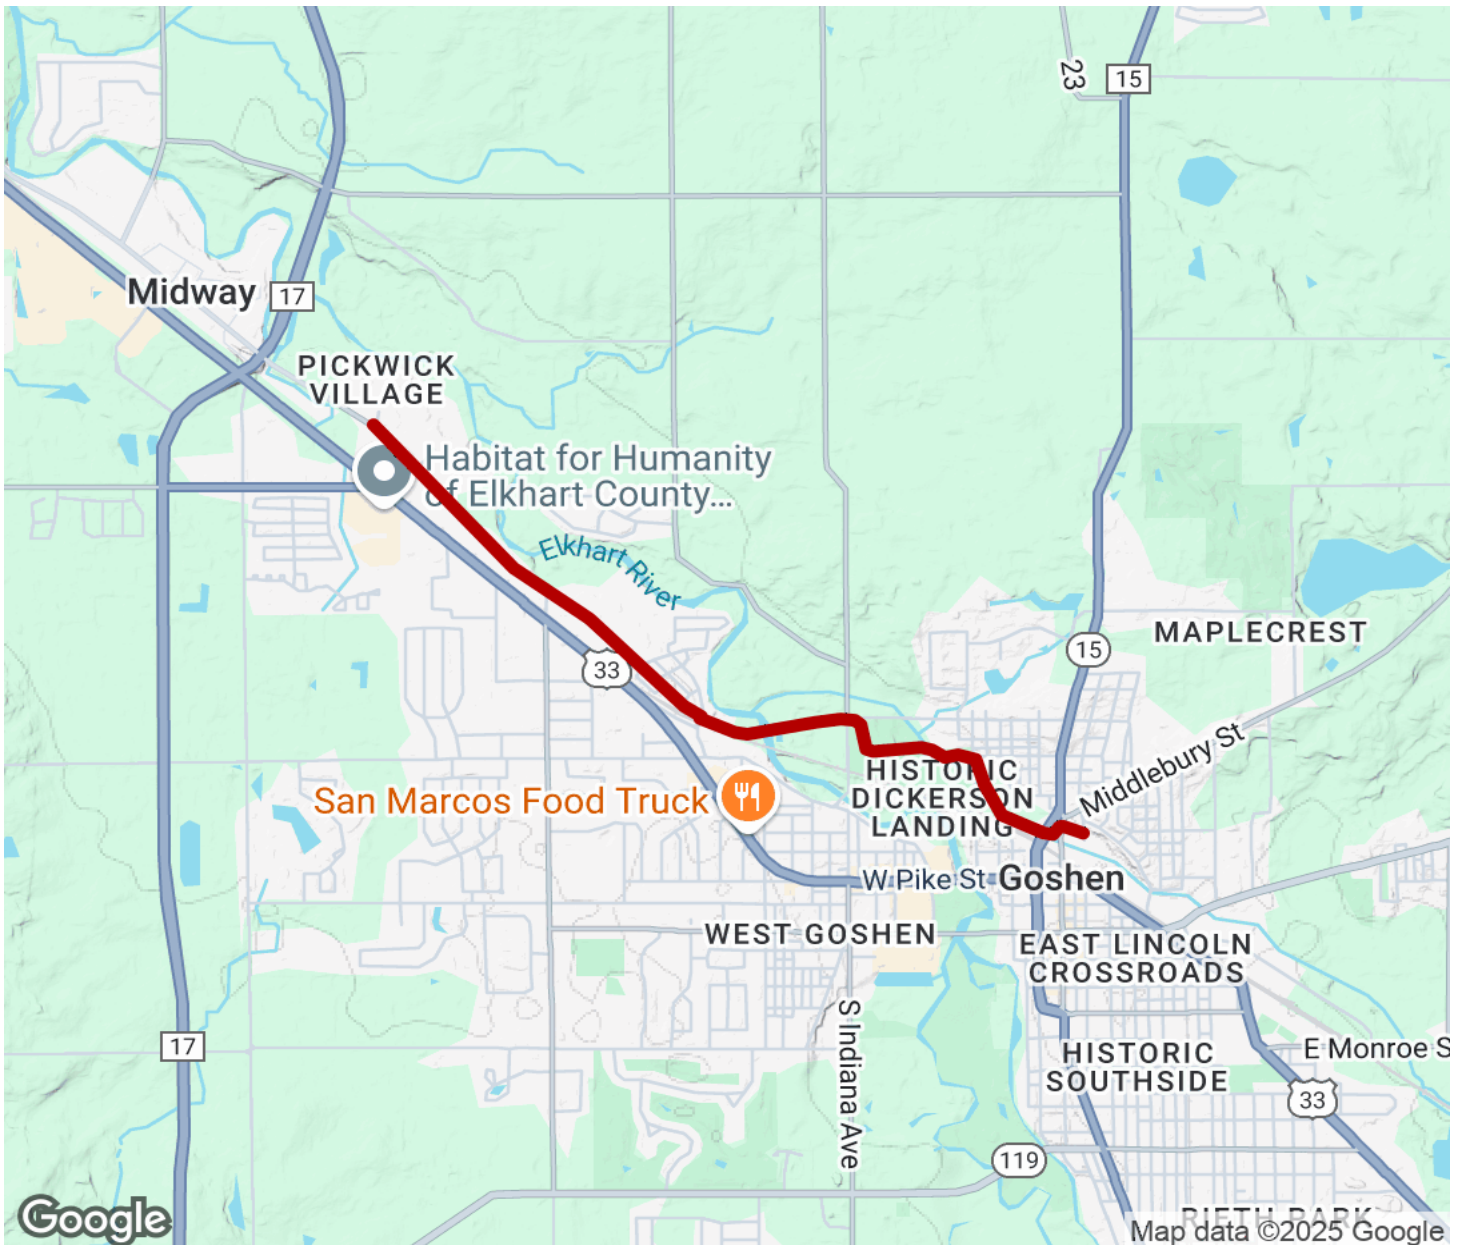 23
15
Midway
17
PICKWICK
VILLAGE
Habitat for Humanity
of Elkhart County...
Elkhart River
15
MAPLECREST
33
Middlebury St
HISTORIC
DICKERSON
LANDING
San Marcos Food Truck
W Pike St
Goshen
WEST GOSHEN
EAST LINCOLN
CROSSROADS
S Indiana Ave
17
HISTORIC
SOUTHSIDE
E Monroe S
33
119
RIETH PARK
Google
Map data ©2025 Google